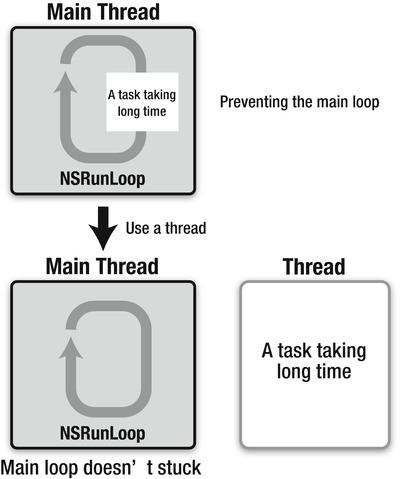 Main Thread
A task taking
long time
NSRunLoop
Preventing the main loop
Use a thread
Main Thread
NSRunLoop
Main loop doesn’ t stuck
Thread
A task taking
long time